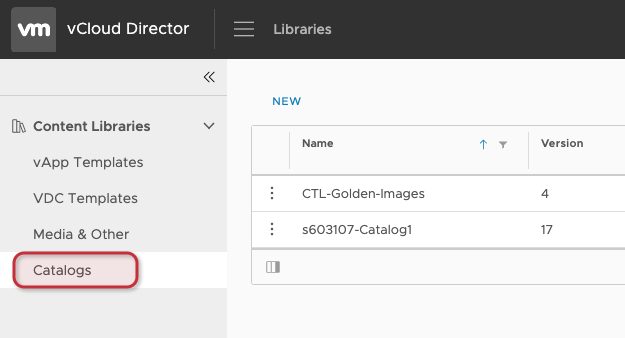 vm vCloud Director Libraries
Content Libraries
vApp Templates
VDC Templates
Media & Other
Catalogs
NEW
Name Version
CTL-Golden-Images 4
s603107-Catalog1 17